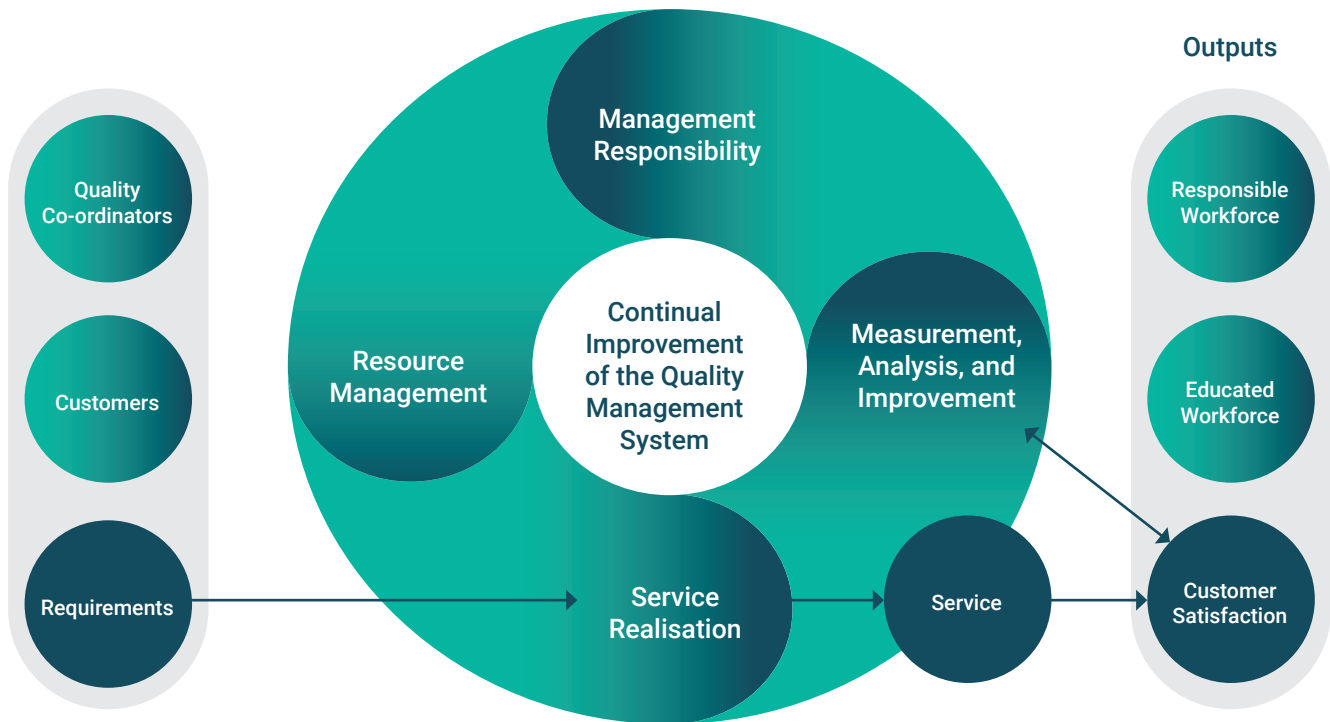 Outputs
Quality
Co-ordinators
Customers
Requirements
Management
Responsibility
Resource
Management
Continual
Improvement
of the Quality
Management
System
Measurement,
Analysis, and
Improvement
Service
Realisation
Service
Responsible
Workforce
Educated
Workforce
Customer
Satisfaction